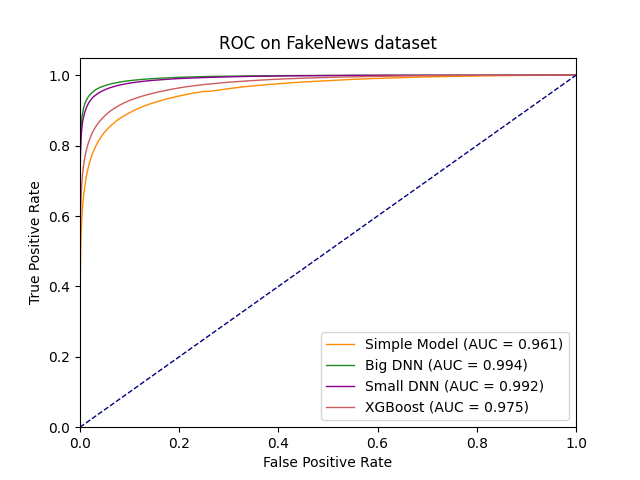 ROC on FakeNews dataset
True Positive Rate
1.0
0.8
0.6
0.4
0.2
0.0
0.0 0.2 0.4 0.6 0.8 1.0
False Positive Rate
Simple Model (AUC = 0.961)
Big DNN (AUC = 0.994)
Small DNN (AUC = 0.992)
XGBoost (AUC = 0.975)